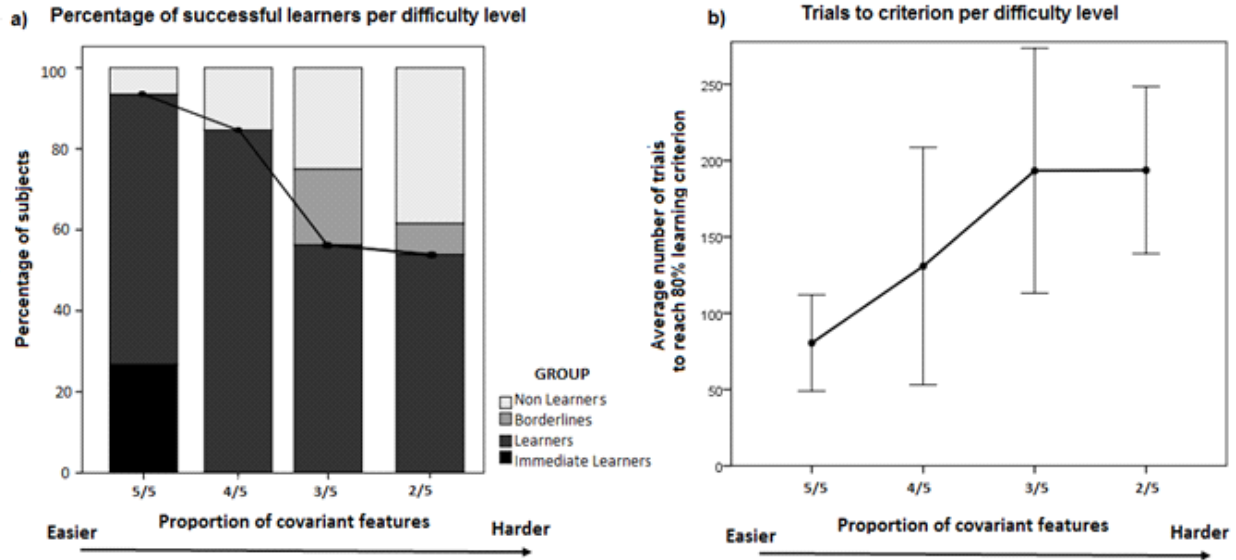 a) Percentage of successful learners per difficulty level
Percentage of subjects
100
80
60
40
20
0
5/5 4/5 3/5 2/5
Proportion of covariant features
Easier Harder
GROUP
Non Learners
Borderlines
Learners
Immediate Learners
b) Trials to criterion per difficulty level
Average number of trials
to reach 80% learning criterion
250
200
150
100
50
0
5/5 4/5 3/5 2/5
Proportion of covariant features
Easier Harder